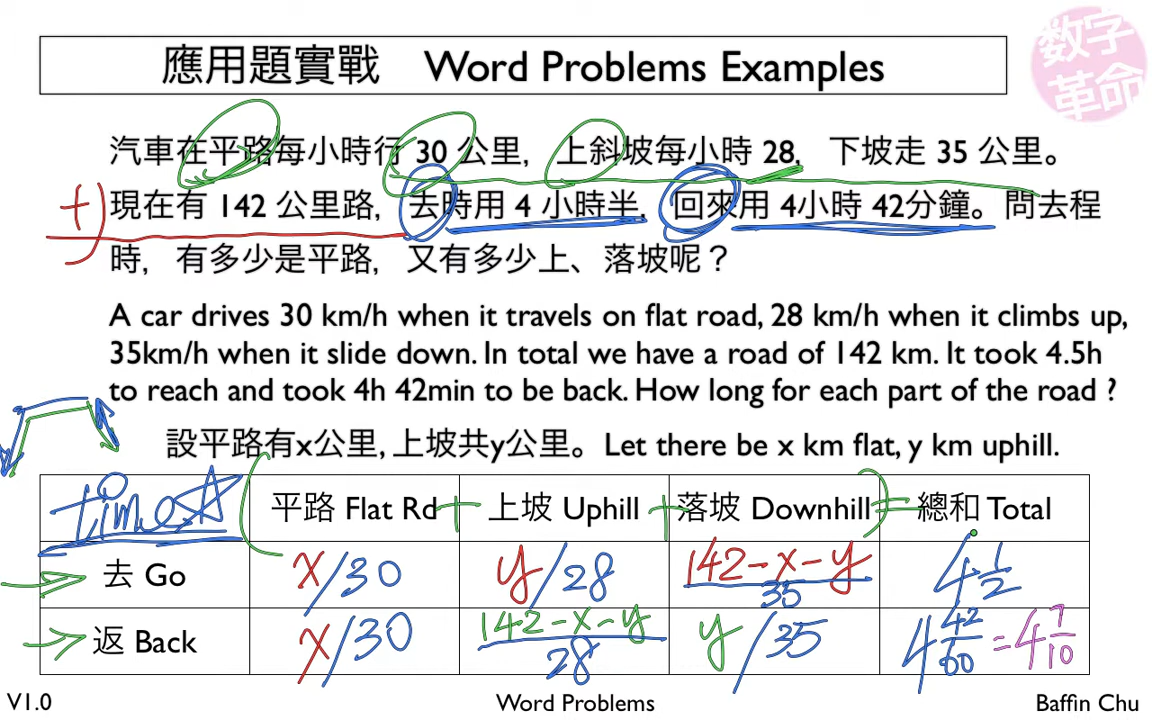 数字
革命
應用題實戰 Word Problems Examples
汽車在平路每小時行 30 公里, 上斜坡每小時 28, 下坡走 35 公里。
現在有 142 公里路, 去時用 4 小時半, 回來用 4小時 42分鐘。問去程
時, 有多少是平路, 又有多少上、落坡呢？
A car drives 30 km/h when it travels on flat road, 28 km/h when it climbs up,
35km/h when it slide down. In total we have a road of 142 km. It took 4.5h
to reach and took 4h 42min to be back. How long for each part of the road ?
設平路有x公里, 上坡共y公里。Let there be x km flat, y km uphill.
time 平路 Flat Rd + 上坡 Uphill + 落坡 Downhill = 總和 Total
去 Go x/30 y/28 (142-x-y)/35 4 1/2
返 Back x/30 (142-x-y)/28 y/35 4 42/60 = 4 7/10
V1.0 Word Problems Baffin Chu